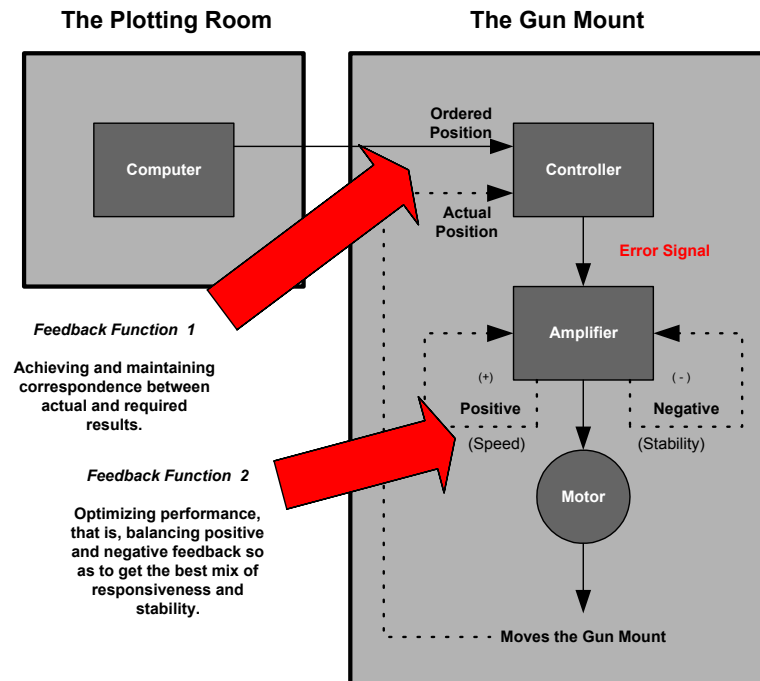 The Plotting Room
The Gun Mount
Computer
Ordered
Position
Controller
Actual
Position
Error Signal
Feedback Function 1
Achieving and maintaining
correspondence between
actual and required
results.
Amplifier
(+)
(-)
Positive
Negative
(Speed)
(Stability)
Feedback Function 2
Optimizing performance,
that is, balancing positive
and negative feedback so
as to get the best mix of
responsiveness and
stability.
Motor
Moves the Gun Mount